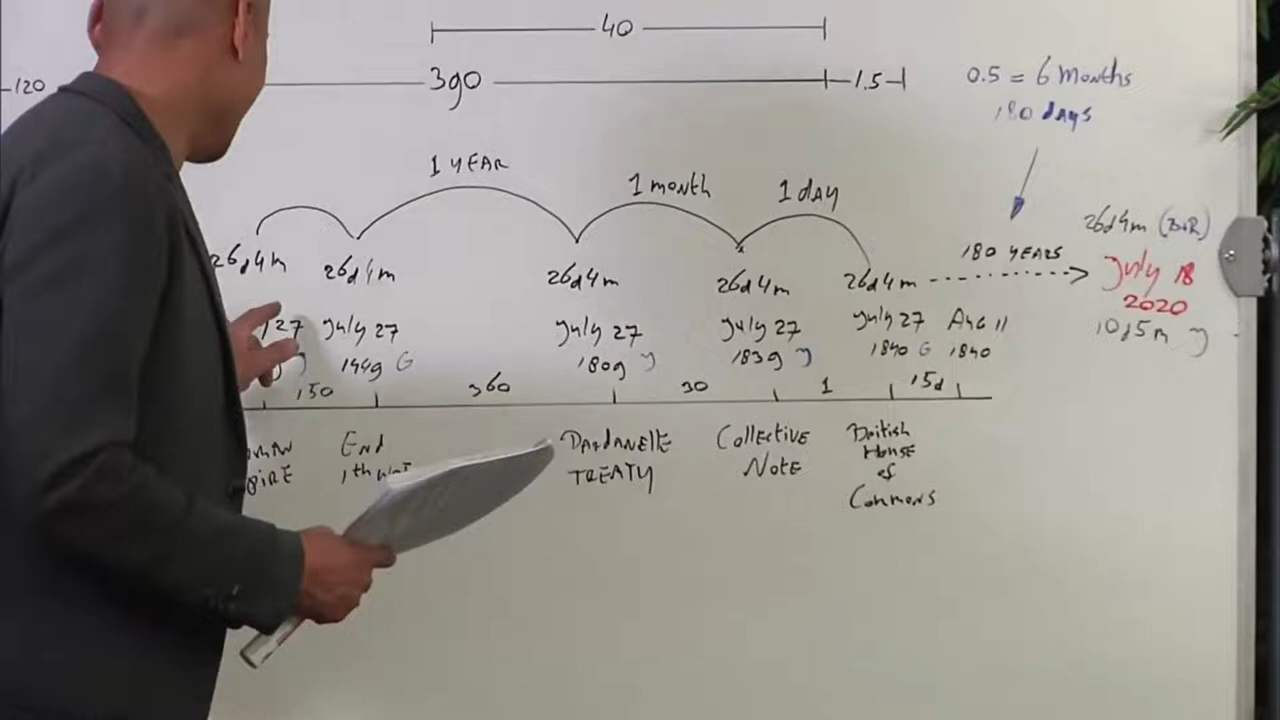 40
120
390
1.5
0.5 = 6 Months
180 days
1 YEAR
1 month
1 DAY
26d4m
26d4m
26d4m
26d4m
26d4m
180 YEARS
26d4m (B+R)
July 18
2020
10d5m
27
July 27
1449 G
July 27
1809
July 27
1839
July 27
1840 G
Aug 11
1840
150
360
30
1
15d
End
DARDANELLE
TREATY
Collective
Note
British
House
of
Commons